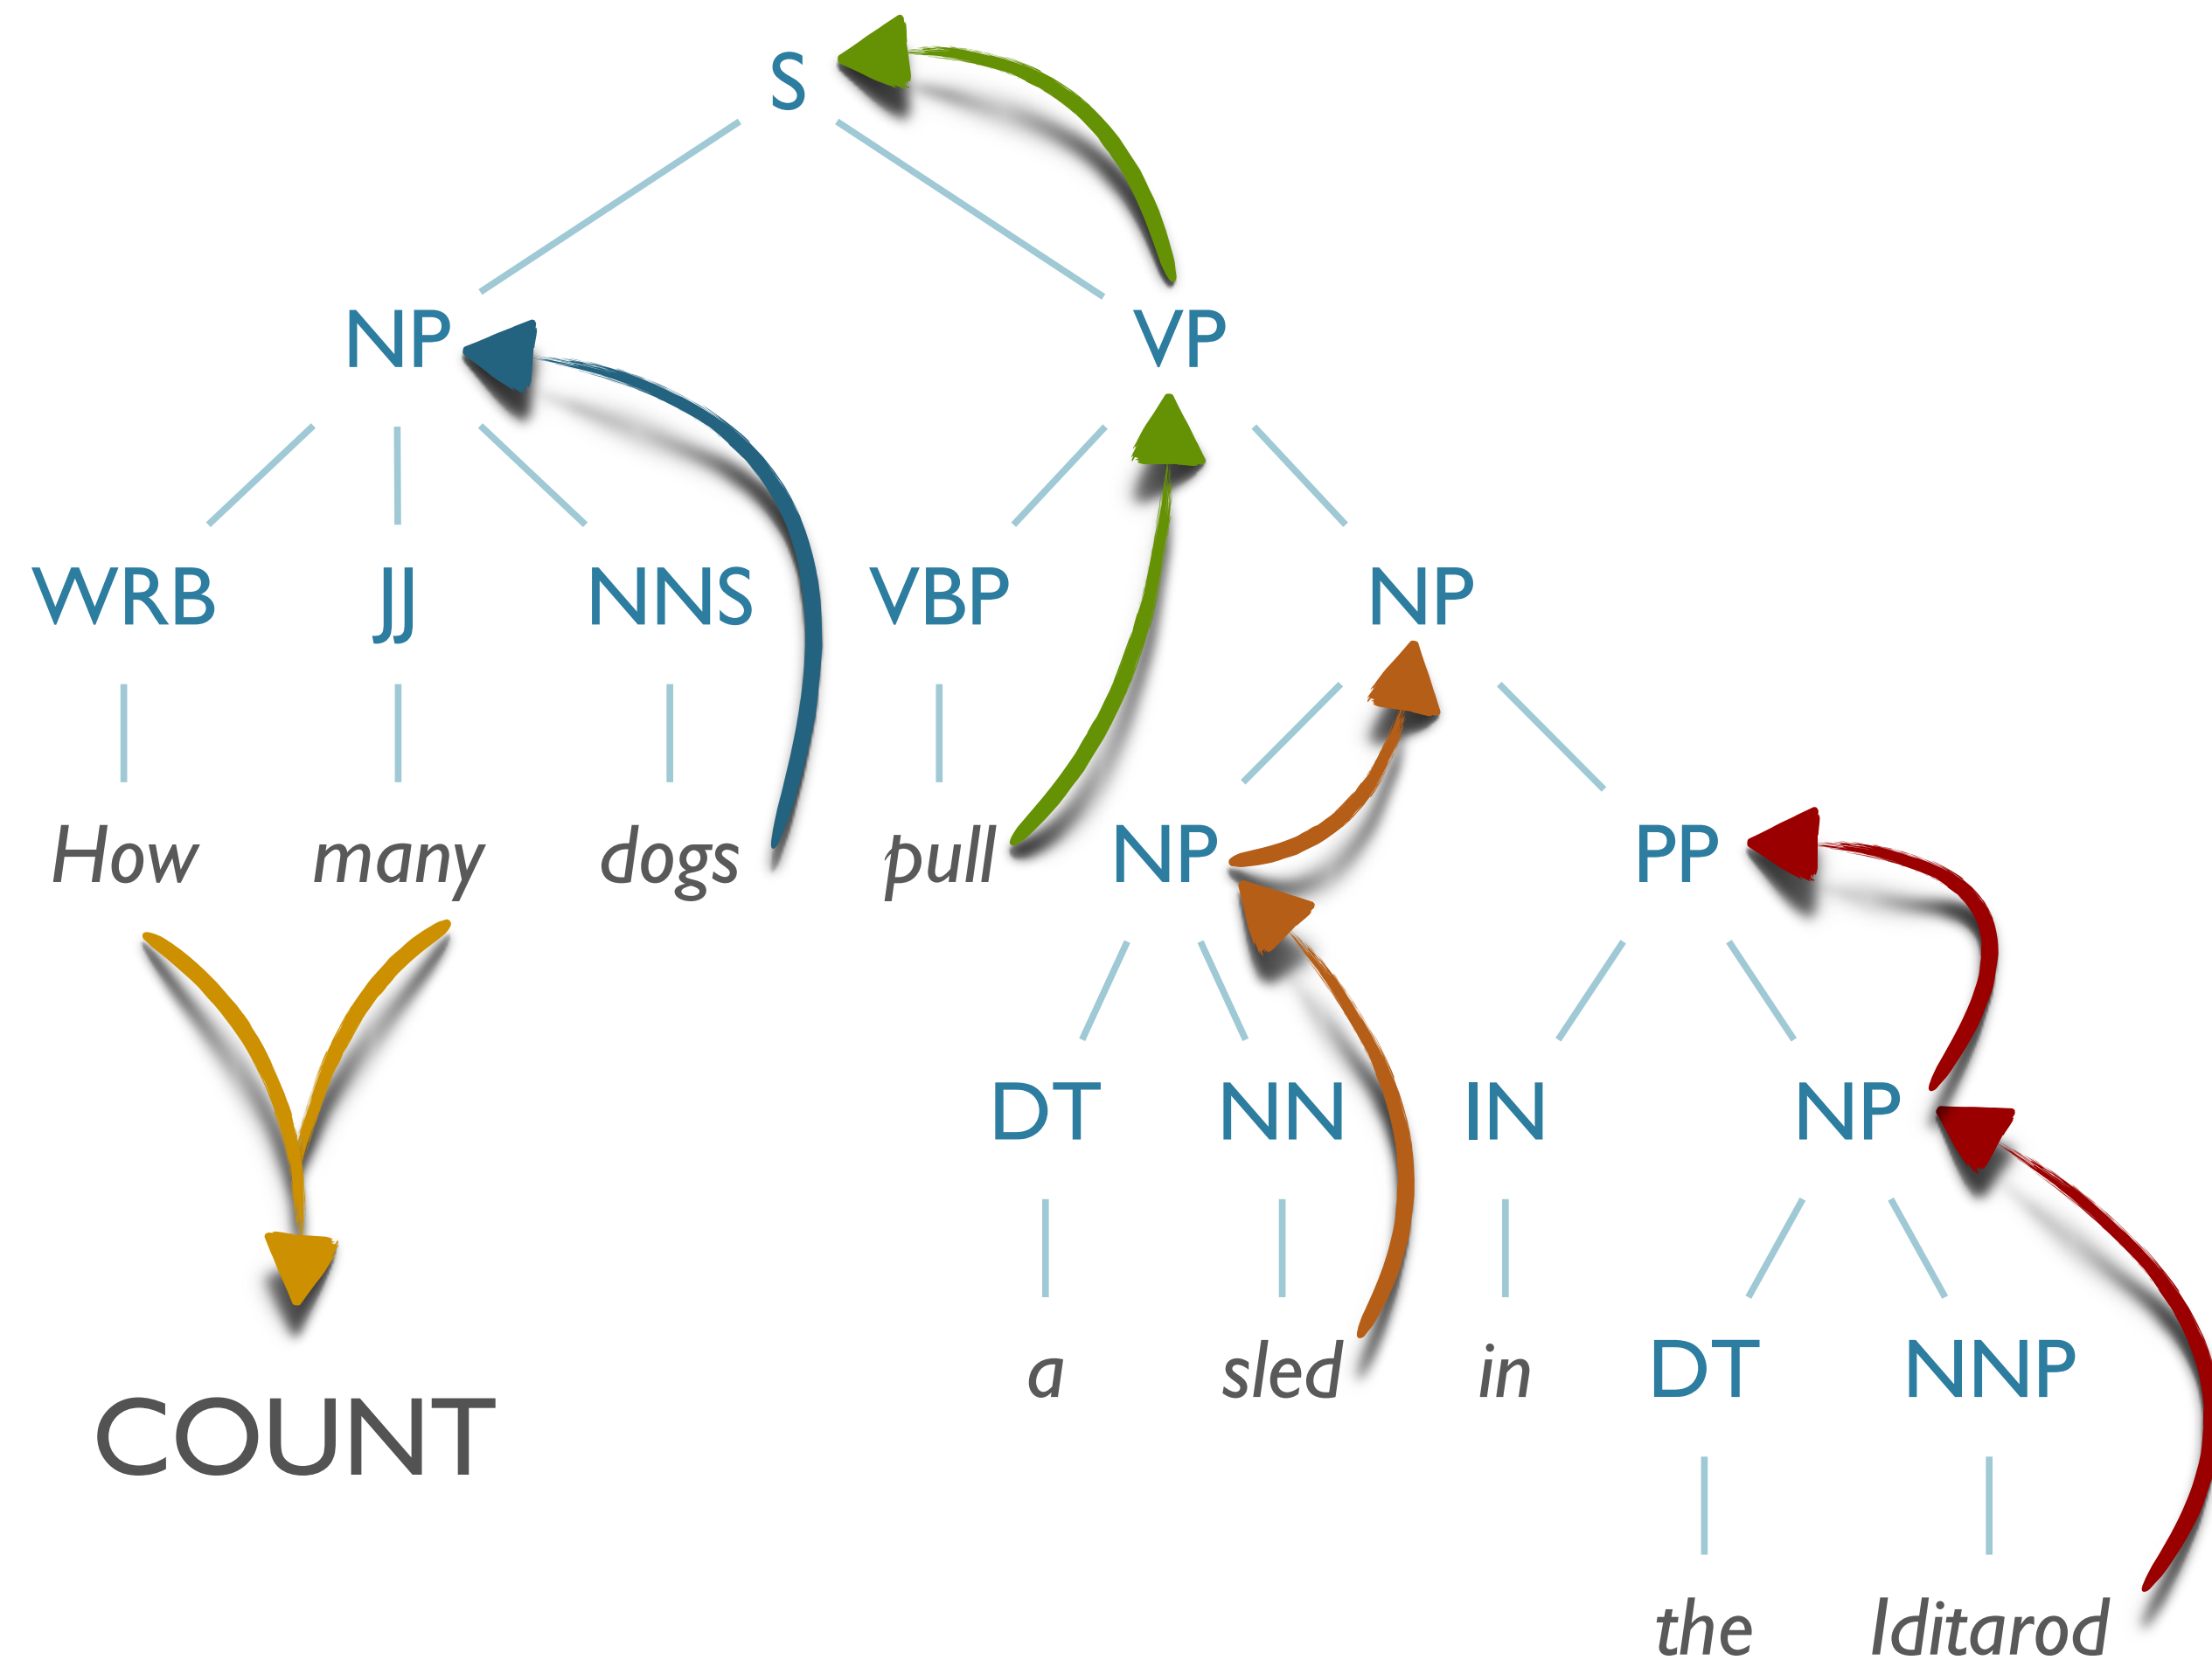 S
NP VP
WRB JJ NNS VBP NP
How many dogs pull NP PP
DT NN IN NP
a sled in DT NNP
COUNT
the Iditarod